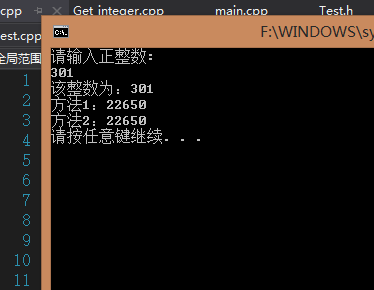 cpp Get integer.cpp main.cpp Test.h
F:\WINDOWS\sy
est.cpp
全局范围
请输入正整数:
301
该整数为：301
方法1；22650
方法2；22650
请按任意键继续. . .
1
2
3
4
5
6
7
8
9
10
11